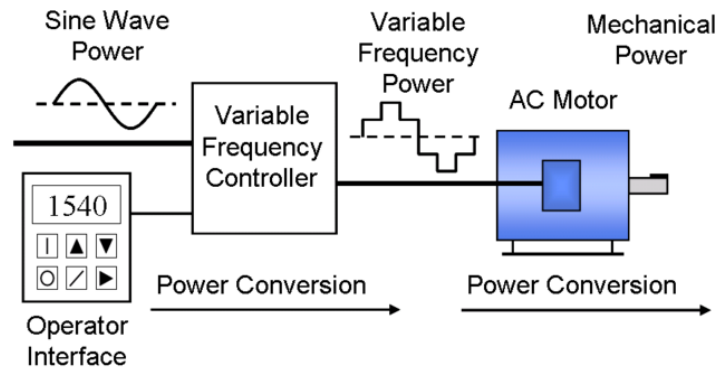 Sine Wave
Power
Variable
Frequency
Power
Mechanical
Power
AC Motor
Variable
Frequency
Controller
1540
Power Conversion
Power Conversion
Operator
Interface